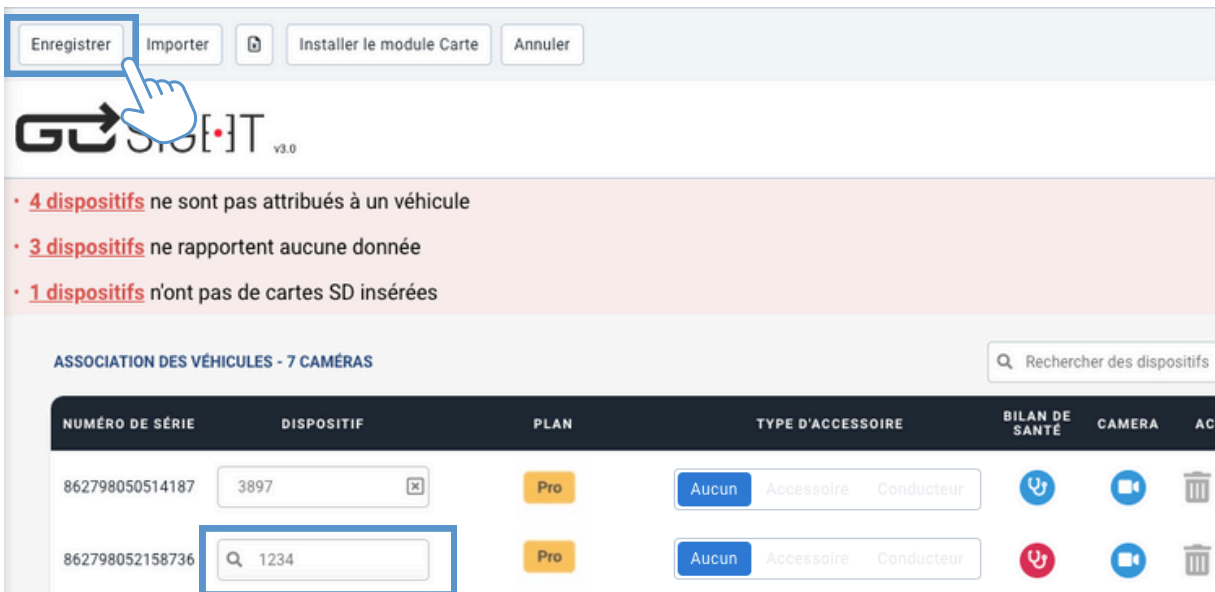 Enregistrer Importer Installer le module Carte Annuler
GO SIGHT v3.0
• 4 dispositifs ne sont pas attribués à un véhicule
• 3 dispositifs ne rapportent aucune donnée
• 1 dispositifs n'ont pas de cartes SD insérées
ASSOCIATION DES VÉHICULES - 7 CAMÉRAS Rechercher des dispositifs
NUMÉRO DE SÉRIE DISPOSITIF PLAN TYPE D'ACCESSOIRE BILAN DE SANTÉ CAMERA AC
862798050514187 3897 Pro Aucun Accessoire Conducteur
862798052158736 1234 Pro Aucun Accessoire Conducteur